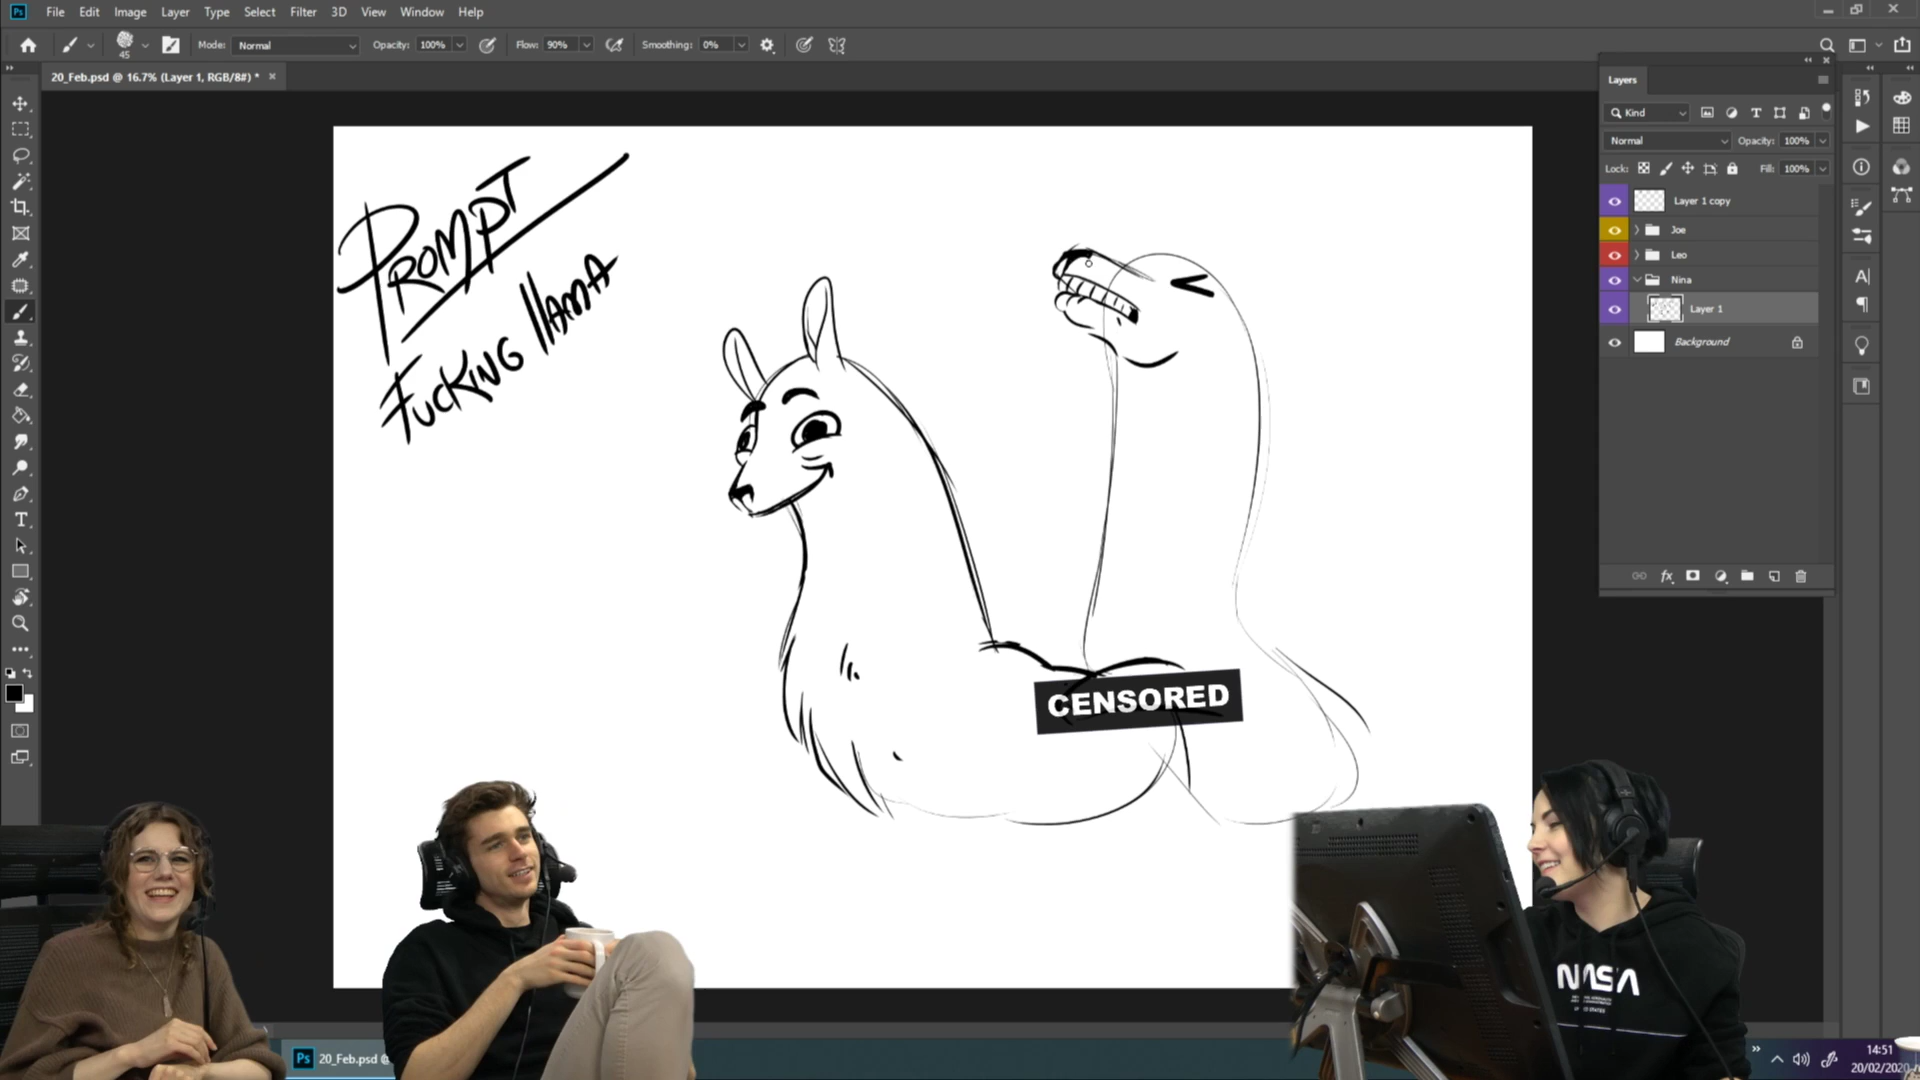 File Edit Image Layer Type Select Filter 3D View Window Help
45 Mode: Normal Opacity: 100% Flow: 90% Smoothing: 0%
20_Feb.psd @ 16.7% (Layer 1, RGB/8#) *
Layers
Kind
Normal Opacity: 100%
Lock: Fill: 100%
Layer 1 copy
Joe
Leo
Nina
Layer 1
Background
PROMPT
FUCKING llAMA
CENSORED
NASA
Ps 20_Feb.psd @
14:51
20/02/2020